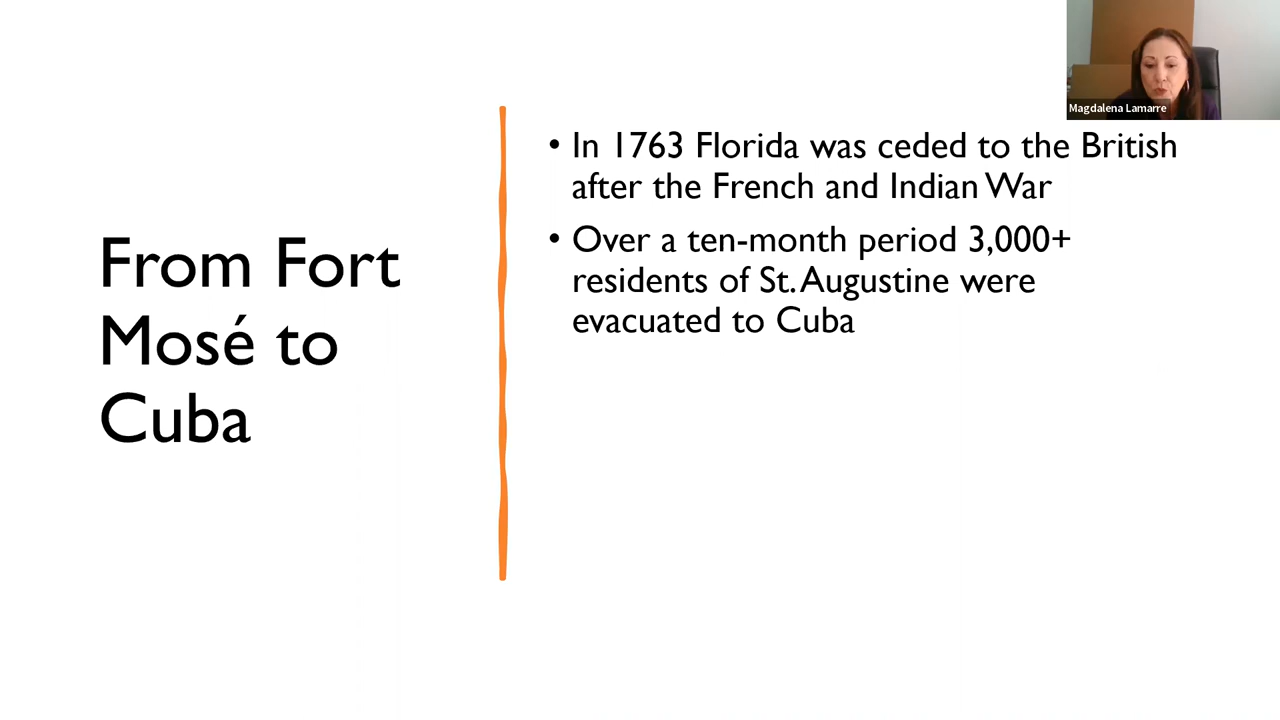 Magdalena Lamarre
From Fort
Mosé to
Cuba
• In 1763 Florida was ceded to the British
after the French and Indian War
• Over a ten-month period 3,000+
residents of St. Augustine were
evacuated to Cuba